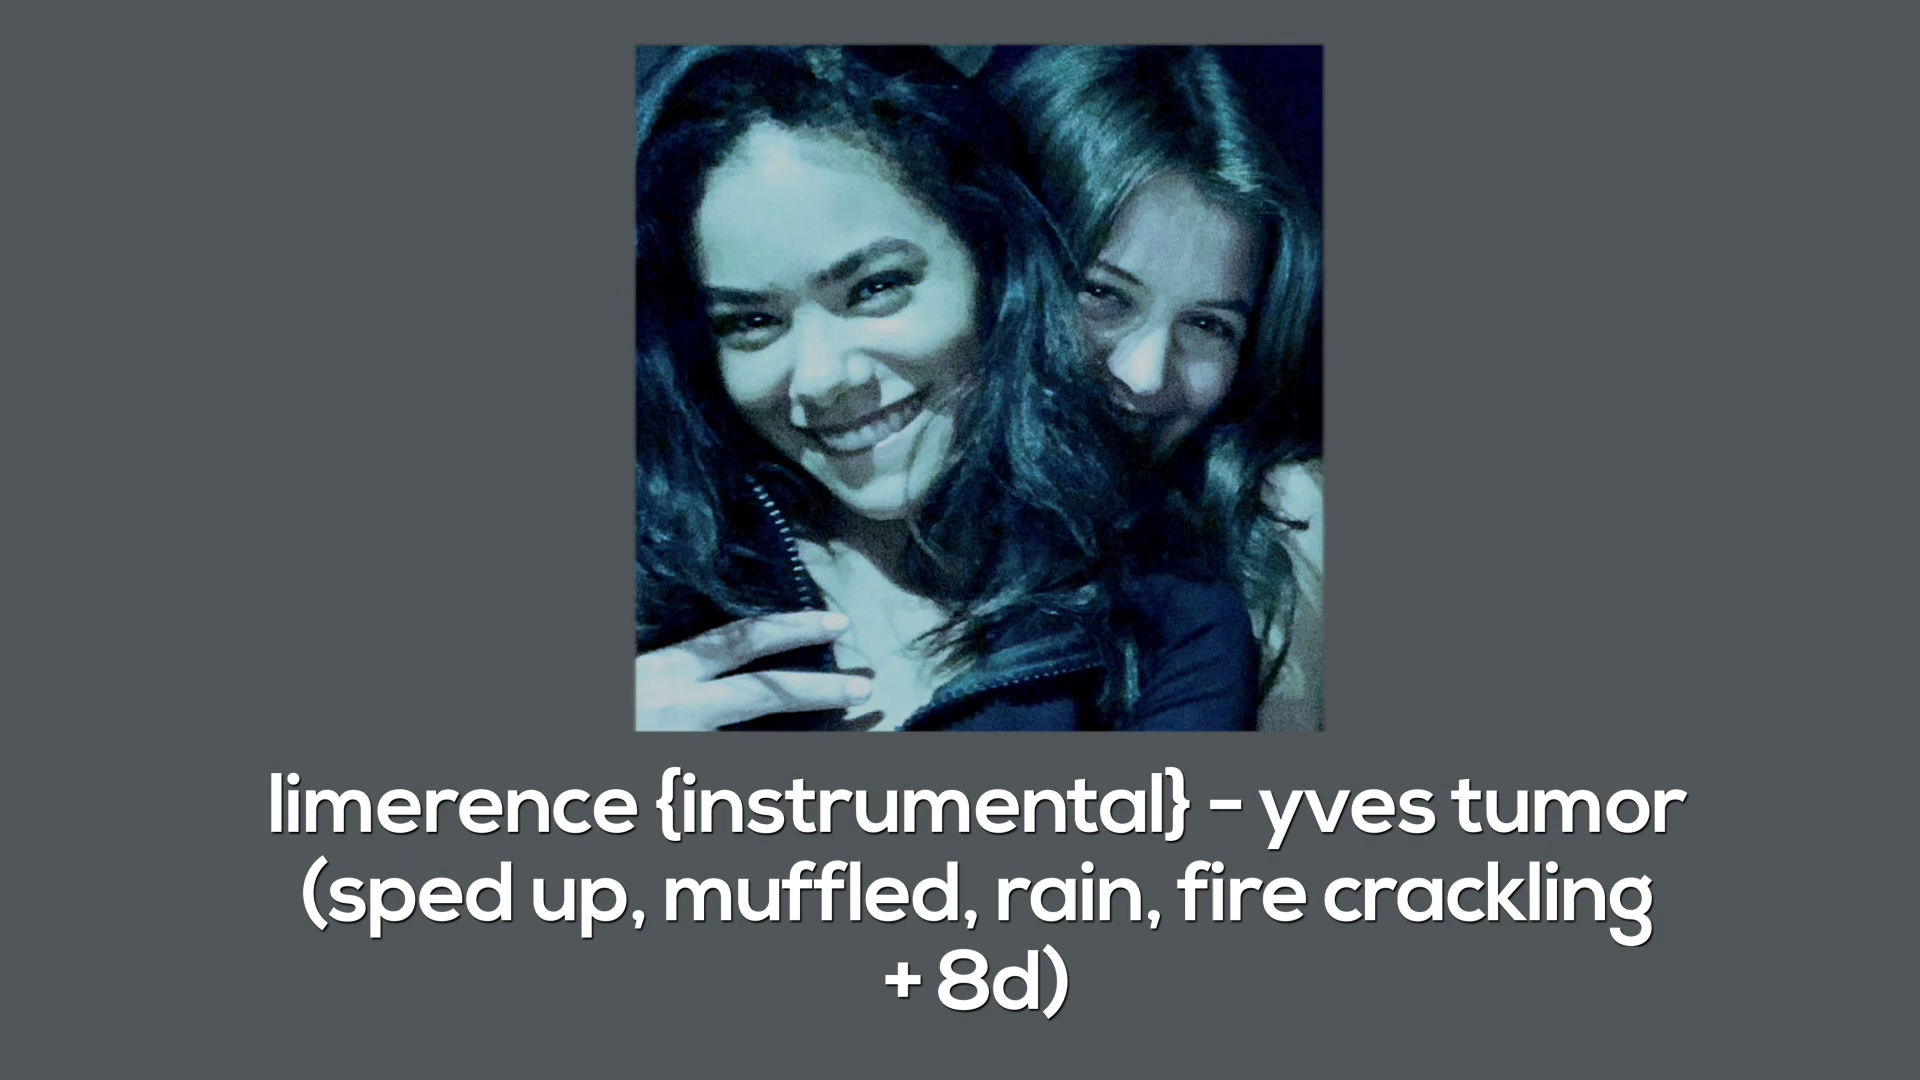 limerence {instrumental} - yves tumor
(sped up, muffled, rain, fire crackling
+ 8d)